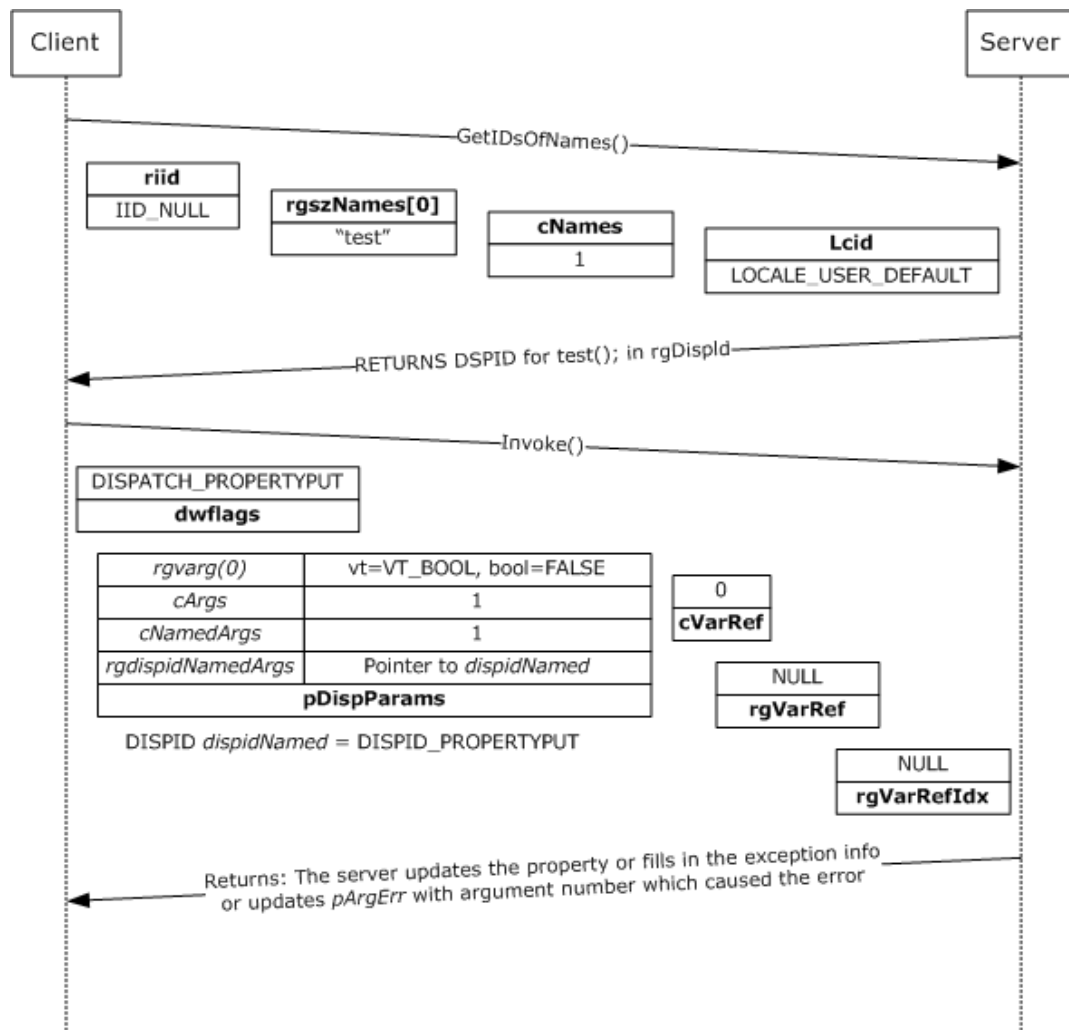 Client
Server
GetIDsOfNames()
riid
IID_NULL
rgszNames[0]
“test”
cNames
1
Lcid
LOCALE_USER_DEFAULT
RETURNS DSPID for test(); in rgDispId
Invoke()
DISPATCH_PROPERTYPUT
dwflags
rgvarg(0) vt=VT_BOOL, bool=FALSE
cArgs 1
cNamedArgs 1
rgdispidNamedArgs Pointer to dispidNamed
pDispParams
0
cVarRef
NULL
rgVarRef
DISPID dispidNamed = DISPID_PROPERTYPUT
NULL
rgVarRefIdx
Returns: The server updates the property or fills in the exception info
or updates pArgErr with argument number which caused the error